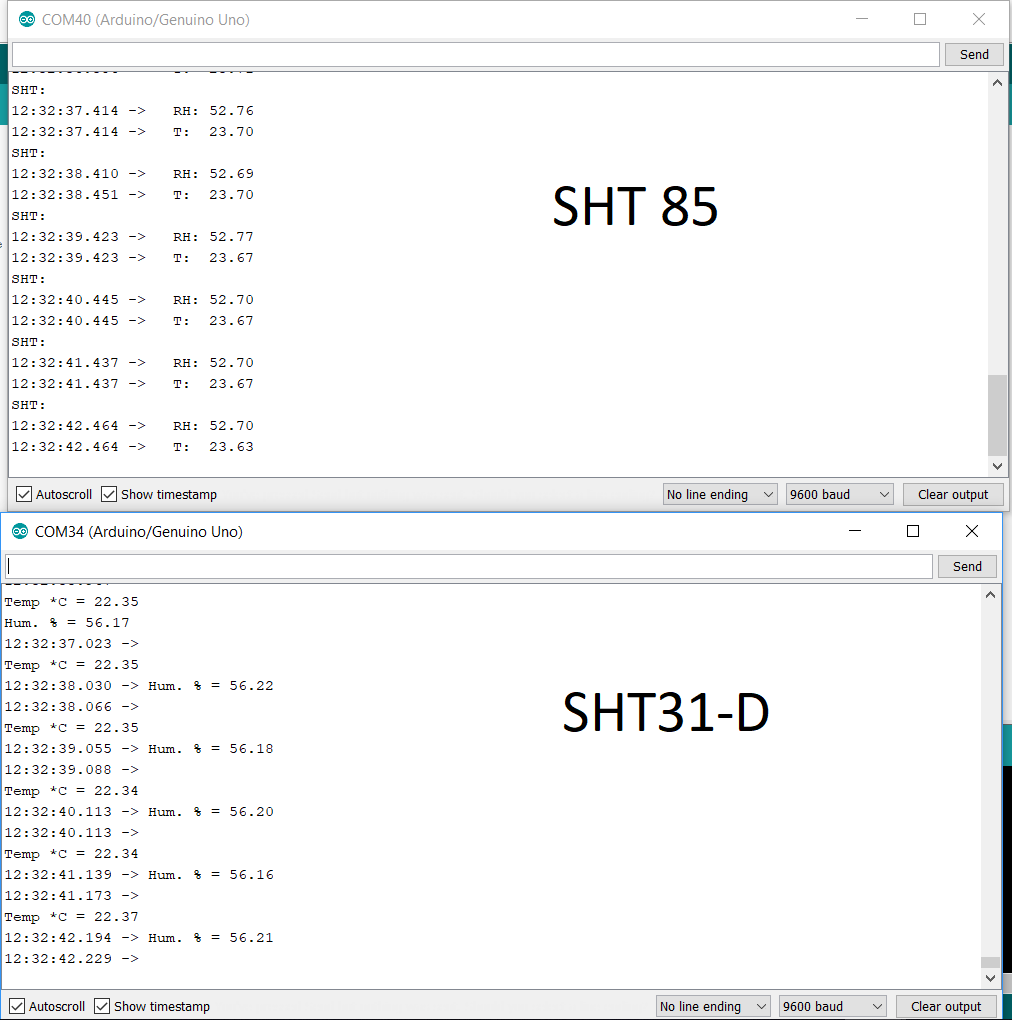 COM40 (Arduino/Genuino Uno)
Send
SHT:
12:32:37.414 ->   RH: 52.76
12:32:37.414 ->   T:  23.70
SHT:
12:32:38.410 ->   RH: 52.69
12:32:38.451 ->   T:  23.70
SHT:
12:32:39.423 ->   RH: 52.77
12:32:39.423 ->   T:  23.67
SHT:
12:32:40.445 ->   RH: 52.70
12:32:40.445 ->   T:  23.67
SHT:
12:32:41.437 ->   RH: 52.70
12:32:41.437 ->   T:  23.67
SHT:
12:32:42.464 ->   RH: 52.70
12:32:42.464 ->   T:  23.63
SHT 85
Autoscroll Show timestamp No line ending 9600 baud Clear output
COM34 (Arduino/Genuino Uno)
Send
Temp *C = 22.35
Hum. % = 56.17
12:32:37.023 ->
Temp *C = 22.35
12:32:38.030 -> Hum. % = 56.22
12:32:38.066 ->
Temp *C = 22.35
12:32:39.055 -> Hum. % = 56.18
12:32:39.088 ->
Temp *C = 22.34
12:32:40.113 -> Hum. % = 56.20
12:32:40.113 ->
Temp *C = 22.34
12:32:41.139 -> Hum. % = 56.16
12:32:41.173 ->
Temp *C = 22.37
12:32:42.194 -> Hum. % = 56.21
12:32:42.229 ->
SHT31-D
Autoscroll Show timestamp No line ending 9600 baud Clear output